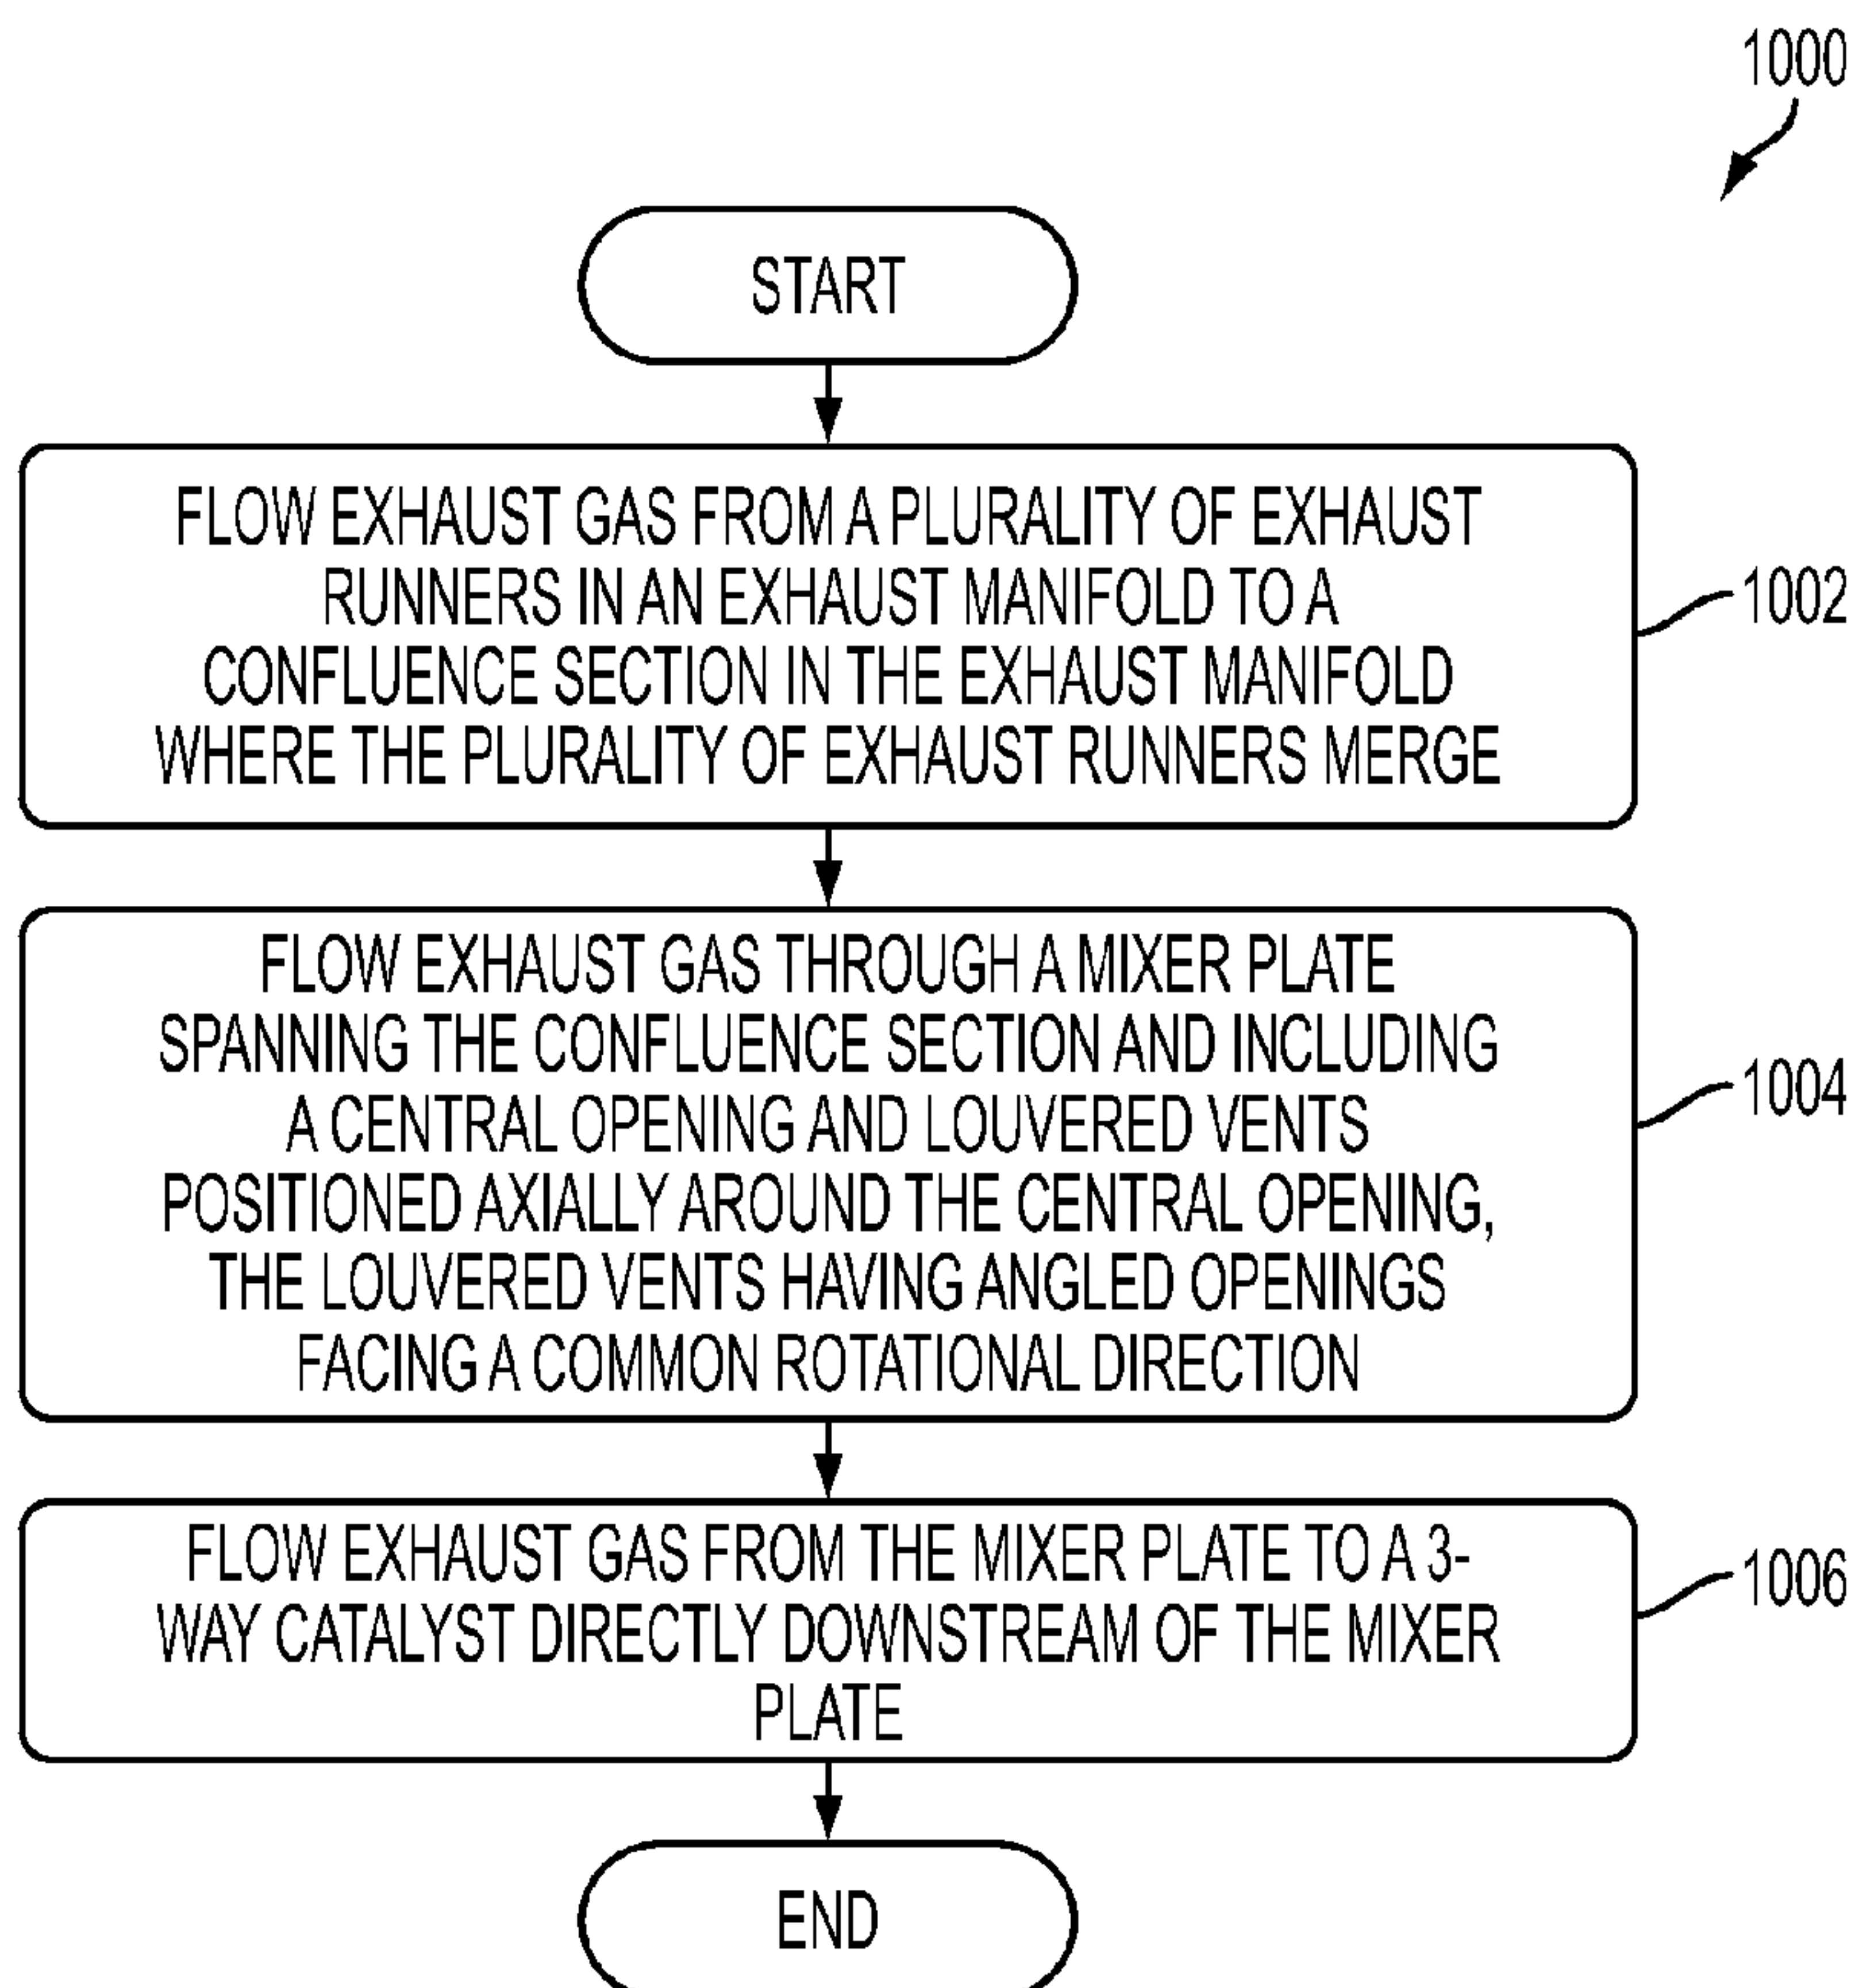 1000
START
FLOW EXHAUST GAS FROM A PLURALITY OF EXHAUST
RUNNERS IN AN EXHAUST MANIFOLD TO A
CONFLUENCE SECTION IN THE EXHAUST MANIFOLD
WHERE THE PLURALITY OF EXHAUST RUNNERS MERGE
1002
FLOW EXHAUST GAS THROUGH A MIXER PLATE
SPANNING THE CONFLUENCE SECTION AND INCLUDING
A CENTRAL OPENING AND LOUVERED VENTS
POSITIONED AXIALLY AROUND THE CENTRAL OPENING,
THE LOUVERED VENTS HAVING ANGLED OPENINGS
FACING A COMMON ROTATIONAL DIRECTION
1004
FLOW EXHAUST GAS FROM THE MIXER PLATE TO A 3-
WAY CATALYST DIRECTLY DOWNSTREAM OF THE MIXER
PLATE
1006
END